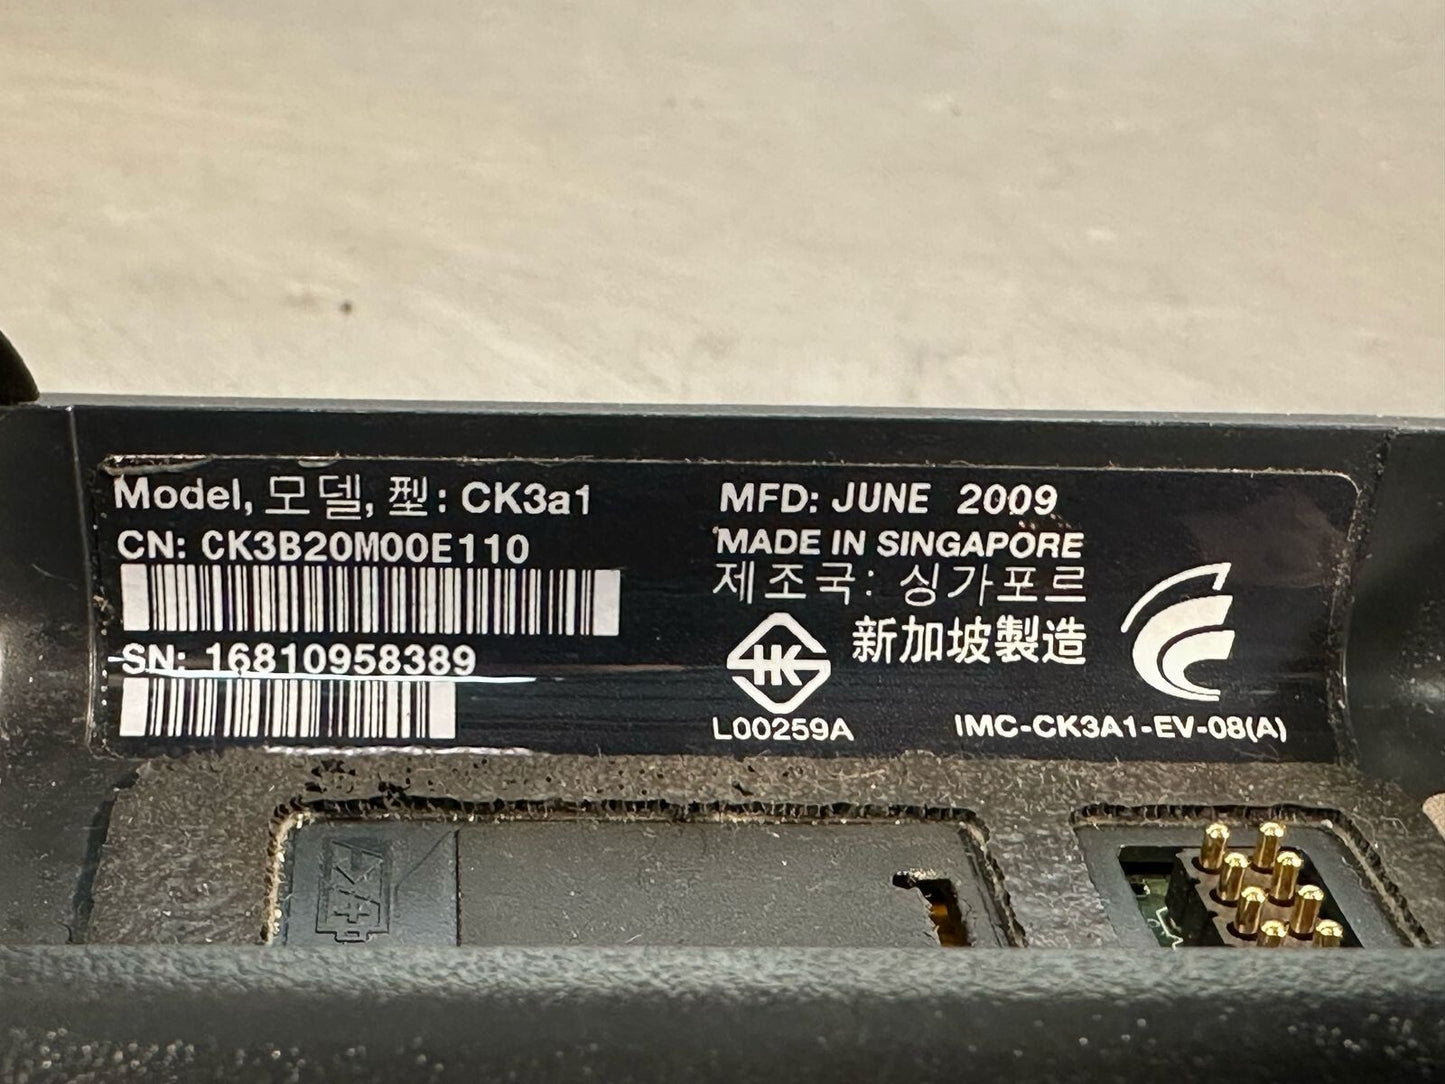 Model, 모델, 型: CK3a1
CN: CK3B20M00E110
SN: 16810958389
MFD: JUNE 2009
MADE IN SINGAPORE
제조국: 싱가포르
新加坡製造
L00259A
IMC-CK3A1-EV-08(A)